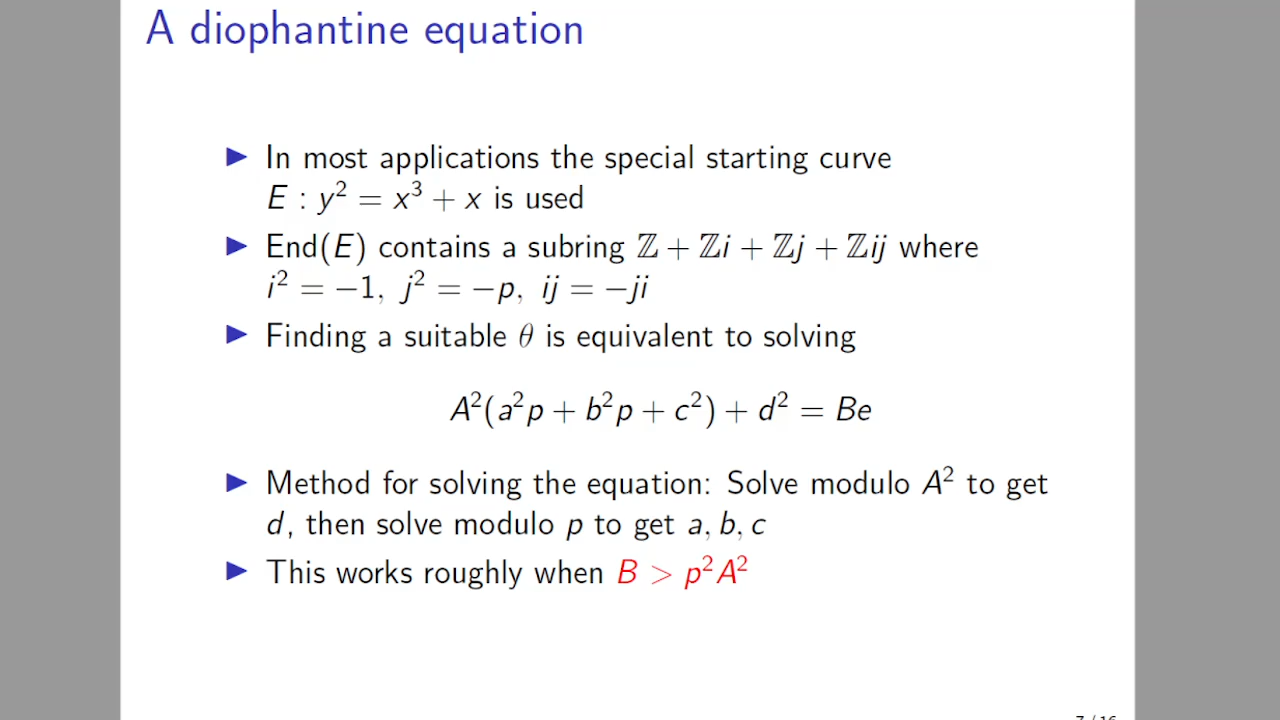 A diophantine equation
▶ In most applications the special starting curve
E : y² = x³ + x is used
▶ End(E) contains a subring ℤ + ℤi + ℤj + ℤij where
i² = −1, j² = −p, ij = −ji
▶ Finding a suitable θ is equivalent to solving
A²(a²p + b²p + c²) + d² = Be
▶ Method for solving the equation: Solve modulo A² to get
d, then solve modulo p to get a, b, c
▶ This works roughly when B > p²A²
7 / 16